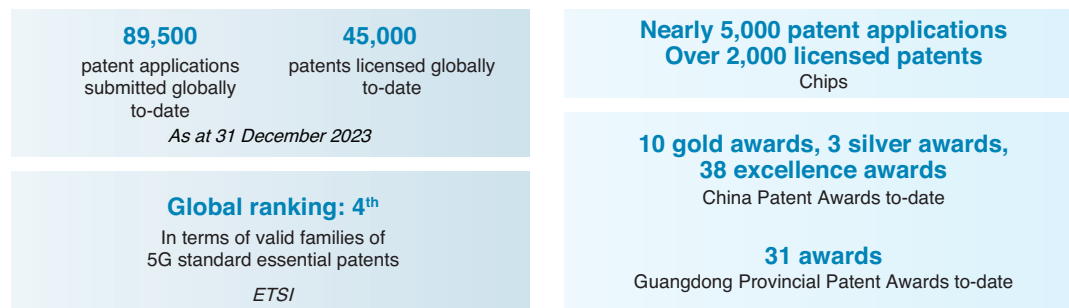 89,500
patent applications
submitted globally
to-date
45,000
patents licensed globally
to-date
As at 31 December 2023
Global ranking: 4th
In terms of valid families of
5G standard essential patents
ETSI
Nearly 5,000 patent applications
Over 2,000 licensed patents
Chips
10 gold awards, 3 silver awards,
38 excellence awards
China Patent Awards to-date
31 awards
Guangdong Provincial Patent Awards to-date